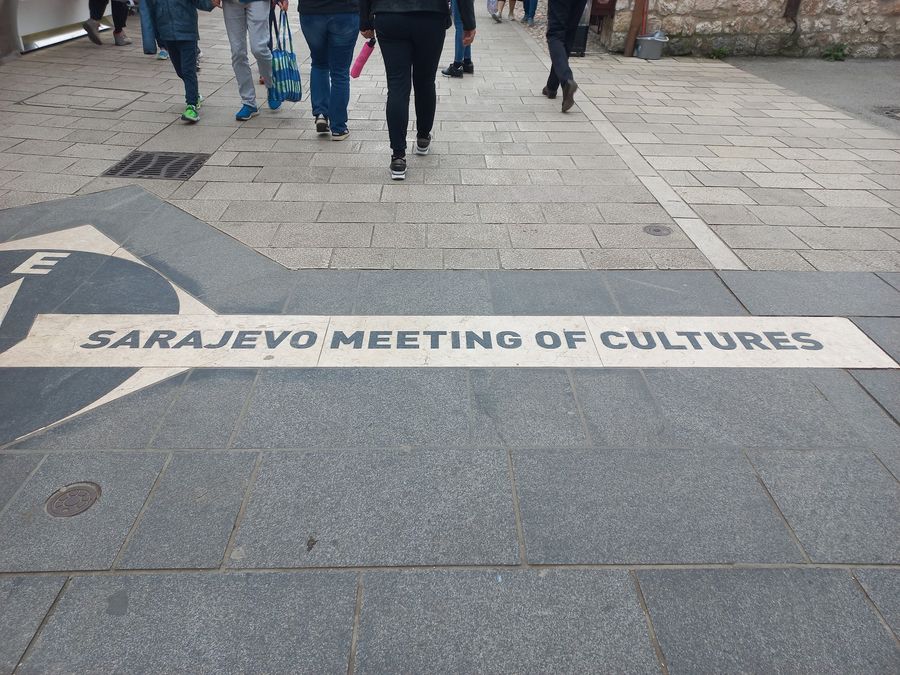 E
SARAJEVO MEETING OF CULTURES